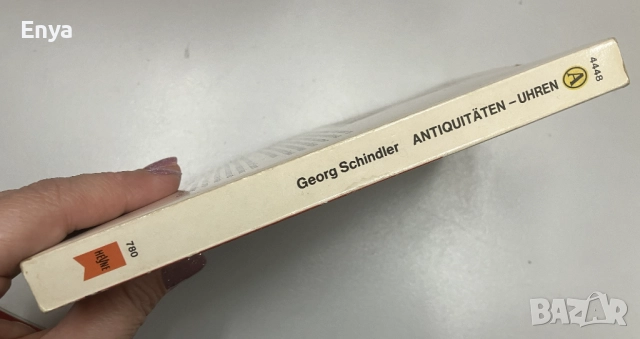 Enya
Georg Schindler ANTIQUITÄTEN – UHREN A 4448
HEYNE 780
BAZAR